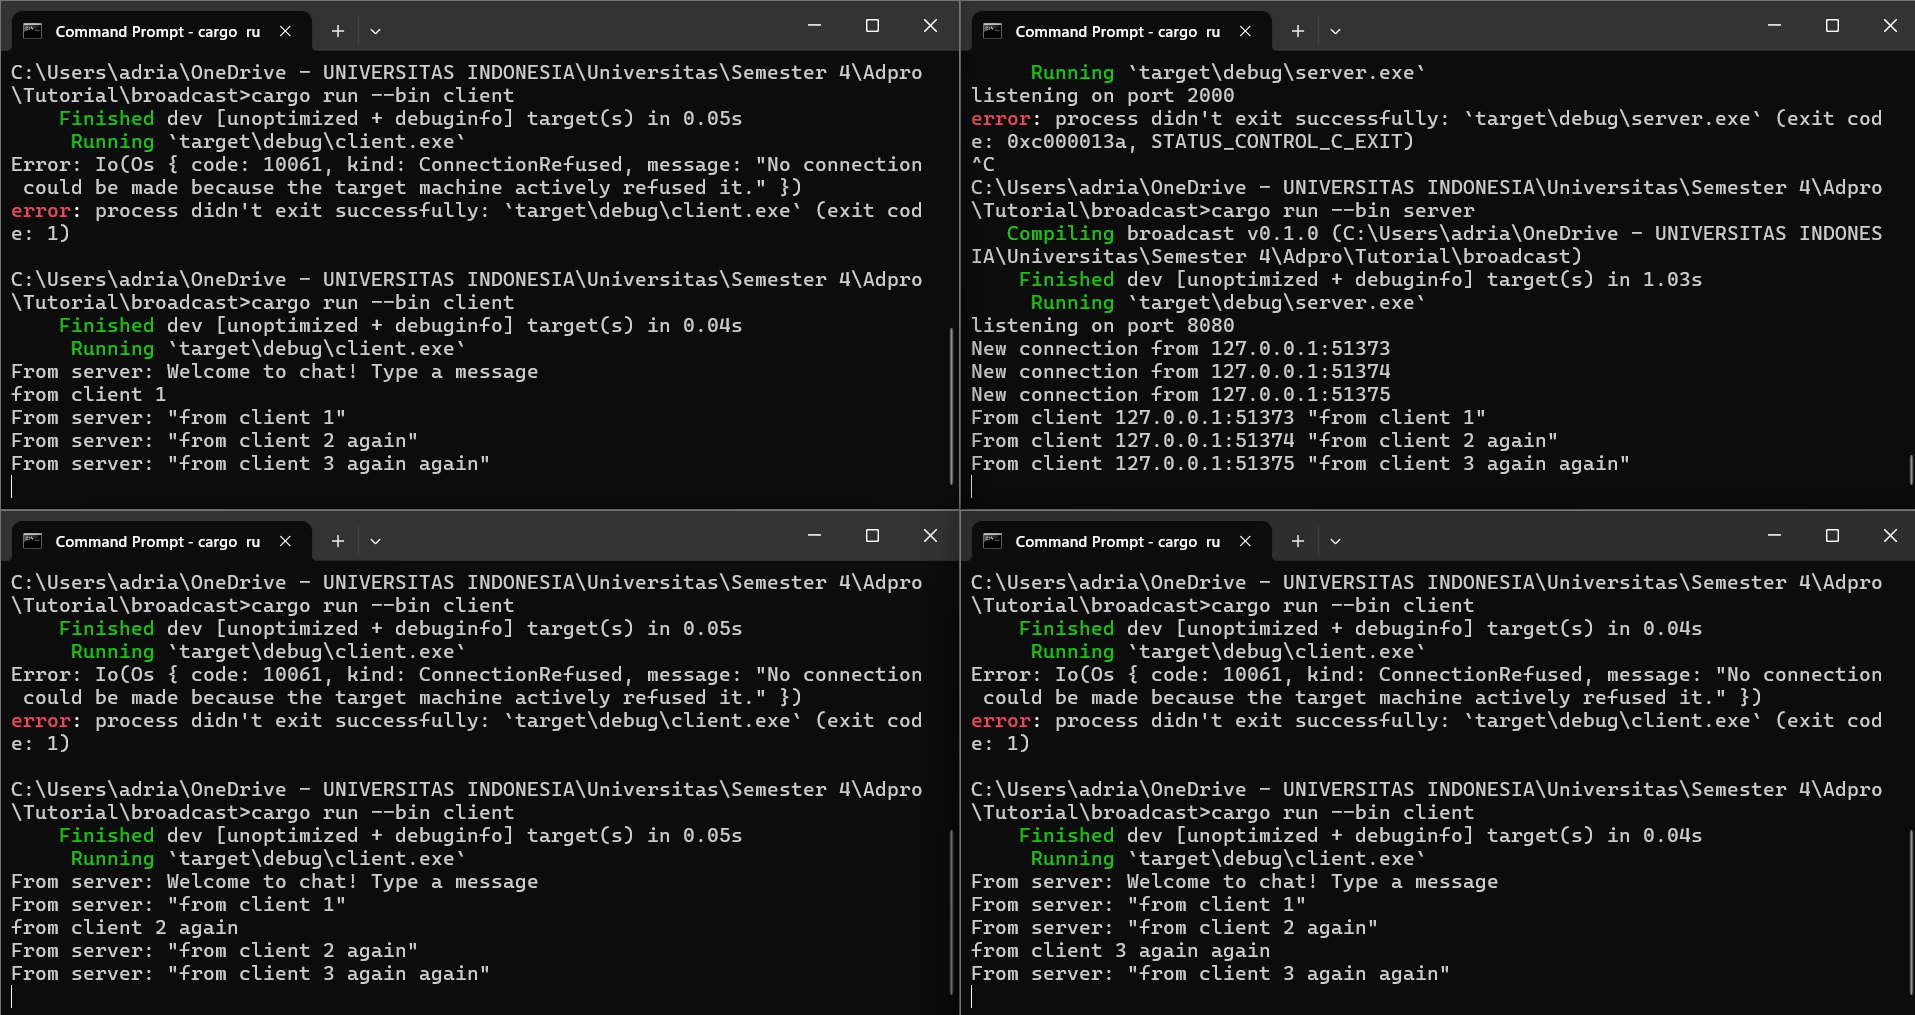 Command Prompt - cargo  ru
C:\Users\adria\OneDrive - UNIVERSITAS INDONESIA\Universitas\Semester 4\Adpro
\Tutorial\broadcast>cargo run --bin client
Finished dev [unoptimized + debuginfo] target(s) in 0.05s
Running `target\debug\client.exe`
Error: Io(Os { code: 10061, kind: ConnectionRefused, message: "No connection
could be made because the target machine actively refused it." })
error: process didn't exit successfully: `target\debug\client.exe` (exit cod
e: 1)
C:\Users\adria\OneDrive - UNIVERSITAS INDONESIA\Universitas\Semester 4\Adpro
\Tutorial\broadcast>cargo run --bin client
Finished dev [unoptimized + debuginfo] target(s) in 0.04s
Running `target\debug\client.exe`
From server: Welcome to chat! Type a message
from client 1
From server: "from client 1"
From server: "from client 2 again"
From server: "from client 3 again again"
Command Prompt - cargo  ru
Running `target\debug\server.exe`
listening on port 2000
error: process didn't exit successfully: `target\debug\server.exe` (exit cod
e: 0xc000013a, STATUS_CONTROL_C_EXIT)
^C
C:\Users\adria\OneDrive - UNIVERSITAS INDONESIA\Universitas\Semester 4\Adpro
\Tutorial\broadcast>cargo run --bin server
Compiling broadcast v0.1.0 (C:\Users\adria\OneDrive - UNIVERSITAS INDONES
IA\Universitas\Semester 4\Adpro\Tutorial\broadcast)
Finished dev [unoptimized + debuginfo] target(s) in 1.03s
Running `target\debug\server.exe`
listening on port 8080
New connection from 127.0.0.1:51373
New connection from 127.0.0.1:51374
New connection from 127.0.0.1:51375
From client 127.0.0.1:51373 "from client 1"
From client 127.0.0.1:51374 "from client 2 again"
From client 127.0.0.1:51375 "from client 3 again again"
Command Prompt - cargo  ru
C:\Users\adria\OneDrive - UNIVERSITAS INDONESIA\Universitas\Semester 4\Adpro
\Tutorial\broadcast>cargo run --bin client
Finished dev [unoptimized + debuginfo] target(s) in 0.05s
Running `target\debug\client.exe`
Error: Io(Os { code: 10061, kind: ConnectionRefused, message: "No connection
could be made because the target machine actively refused it." })
error: process didn't exit successfully: `target\debug\client.exe` (exit cod
e: 1)
C:\Users\adria\OneDrive - UNIVERSITAS INDONESIA\Universitas\Semester 4\Adpro
\Tutorial\broadcast>cargo run --bin client
Finished dev [unoptimized + debuginfo] target(s) in 0.05s
Running `target\debug\client.exe`
From server: Welcome to chat! Type a message
From server: "from client 1"
from client 2 again
From server: "from client 2 again"
From server: "from client 3 again again"
Command Prompt - cargo  ru
C:\Users\adria\OneDrive - UNIVERSITAS INDONESIA\Universitas\Semester 4\Adpro
\Tutorial\broadcast>cargo run --bin client
Finished dev [unoptimized + debuginfo] target(s) in 0.04s
Running `target\debug\client.exe`
Error: Io(Os { code: 10061, kind: ConnectionRefused, message: "No connection
could be made because the target machine actively refused it." })
error: process didn't exit successfully: `target\debug\client.exe` (exit cod
e: 1)
C:\Users\adria\OneDrive - UNIVERSITAS INDONESIA\Universitas\Semester 4\Adpro
\Tutorial\broadcast>cargo run --bin client
Finished dev [unoptimized + debuginfo] target(s) in 0.04s
Running `target\debug\client.exe`
From server: Welcome to chat! Type a message
From server: "from client 1"
From server: "from client 2 again"
from client 3 again again
From server: "from client 3 again again"